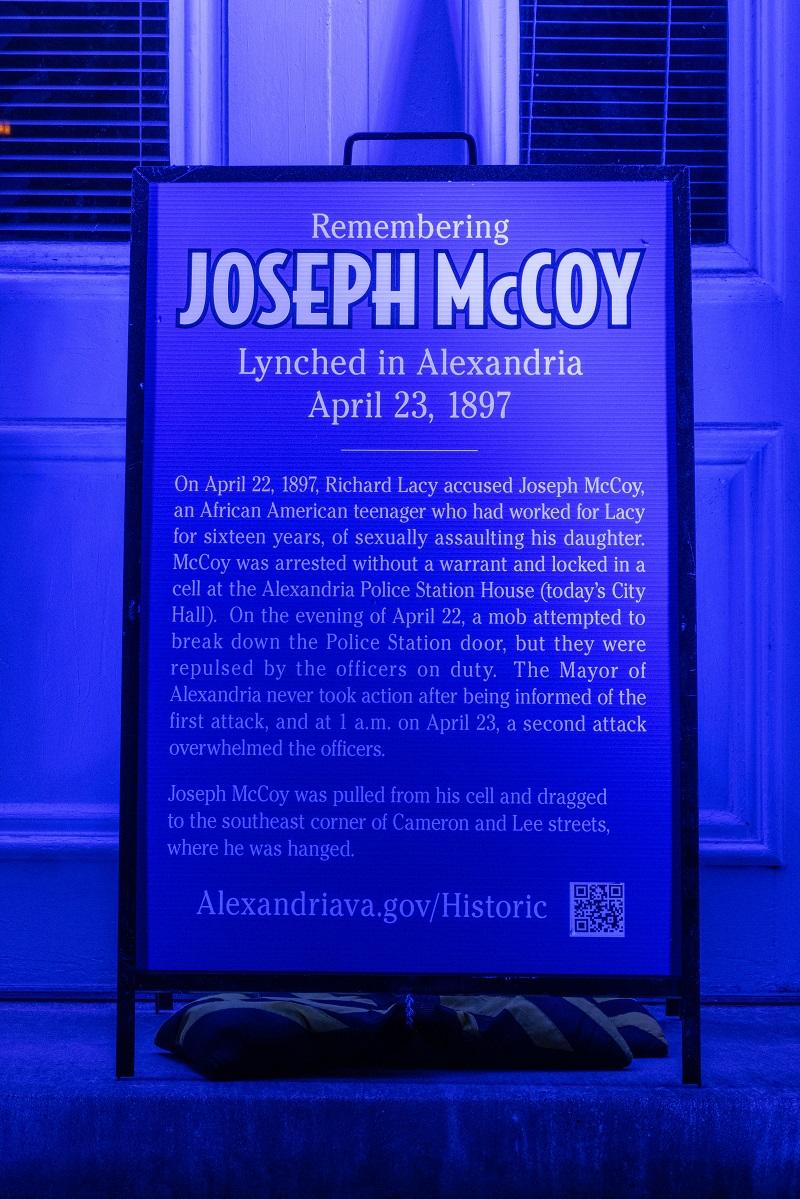 Remembering
JOSEPH McCOY
Lynched in Alexandria
April 23, 1897
On April 22, 1897, Richard Lacy accused Joseph McCoy,
an African American teenager who had worked for Lacy
for sixteen years, of sexually assaulting his daughter.
McCoy was arrested without a warrant and locked in a
cell at the Alexandria Police Station House (today's City
Hall). On the evening of April 22, a mob attempted to
break down the Police Station door, but they were
repulsed by the officers on duty. The Mayor of
Alexandria never took action after being informed of the
first attack, and at 1 a.m. on April 23, a second attack
overwhelmed the officers.
Joseph McCoy was pulled from his cell and dragged
to the southeast corner of Cameron and Lee streets,
where he was hanged.
Alexandriava.gov/Historic